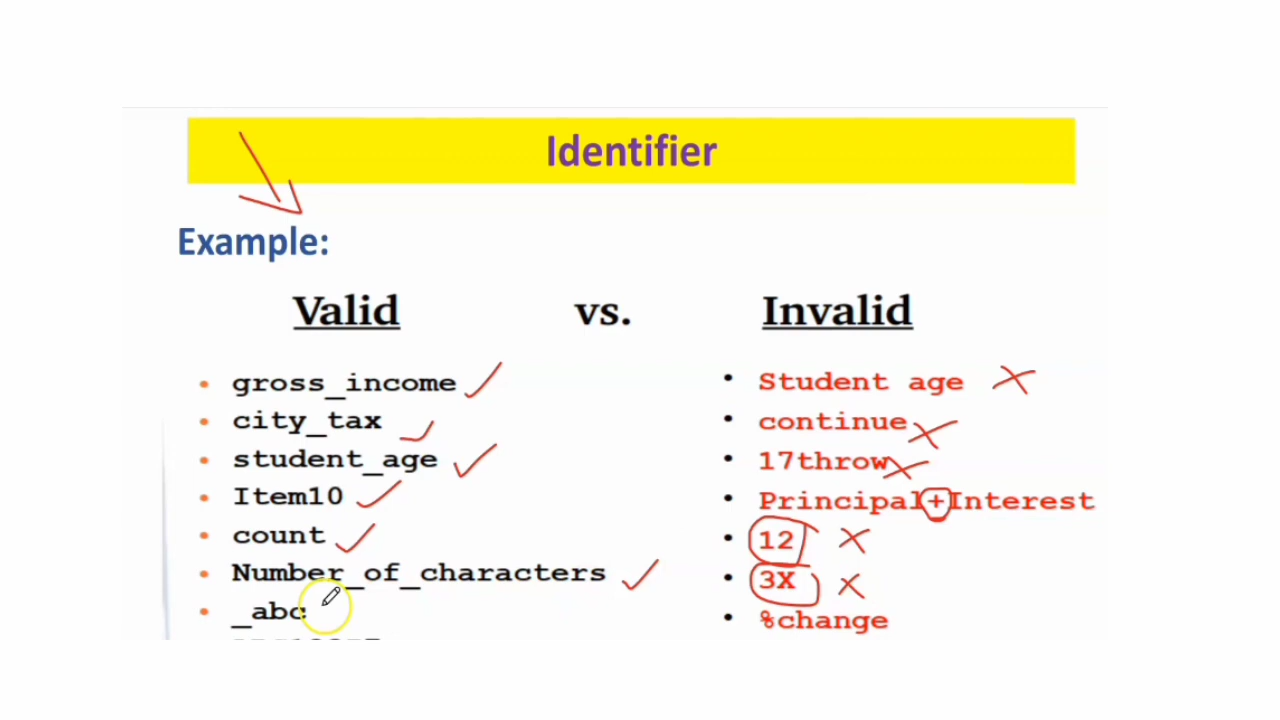 Identifier
Example:
Valid vs. Invalid
• gross_income
• city_tax
• student_age
• Item10
• count
• Number_of_characters
• _abc
• Student age
• continue
• 17throw
• Principal+Interest
• 12
• 3X
• %change